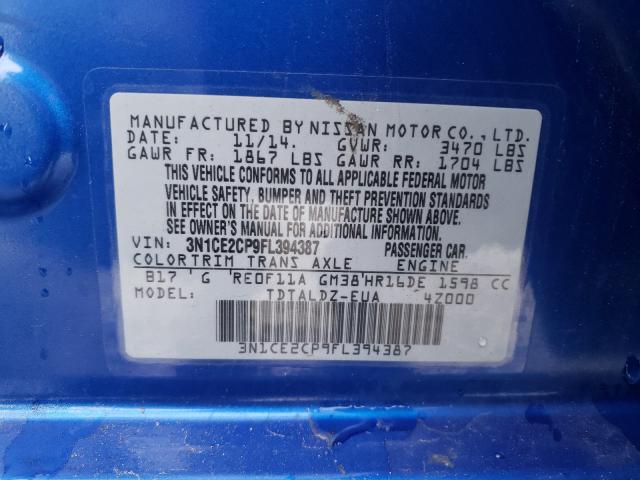 MANUFACTURED BY NISSAN MOTOR CO., LTD.
DATE: 11/14. GVWR: 3470 LBS
GAWR FR: 1867 LBS GAWR RR: 1704 LBS
THIS VEHICLE CONFORMS TO ALL APPLICABLE FEDERAL MOTOR
VEHICLE SAFETY, BUMPER AND THEFT PREVENTION STANDARDS
IN EFFECT ON THE DATE OF MANUFACTURE SHOWN ABOVE.
SEE OWNER'S MANUAL FOR ADDITIONAL INFORMATION.
VIN: 3N1CE2CP9FL394387 PASSENGER CAR.
COLOR TRIM TRANS AXLE ENGINE
B17 'G 'RE0F11A GM38'HR16DE 1598 CC
MODEL: TDTALDZ-EUA 4Z000
3N1CE2CP9FL394387